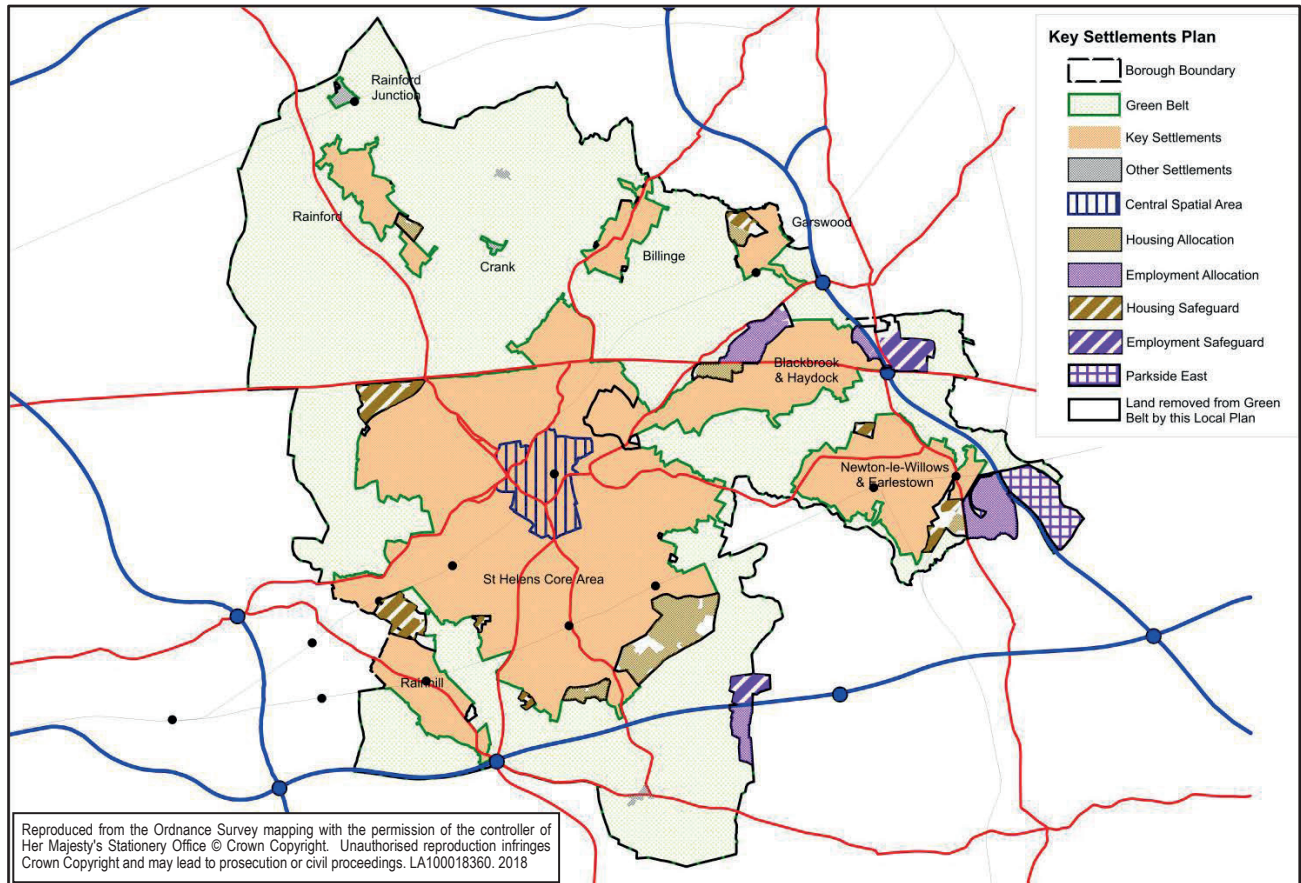 Key Settlements Plan
Borough Boundary
Green Belt
Key Settlements
Other Settlements
Central Spatial Area
Housing Allocation
Employment Allocation
Housing Safeguard
Employment Safeguard
Parkside East
Land removed from Green
Belt by this Local Plan
Rainford
Junction
Rainford
Crank
Billinge
Garswood
Blackbrook
& Haydock
Newton-le-Willows
& Earlestown
St Helens Core Area
Rainhill
Reproduced from the Ordnance Survey mapping with the permission of the controller of
Her Majesty's Stationery Office © Crown Copyright. Unauthorised reproduction infringes
Crown Copyright and may lead to prosecution or civil proceedings. LA100018360. 2018